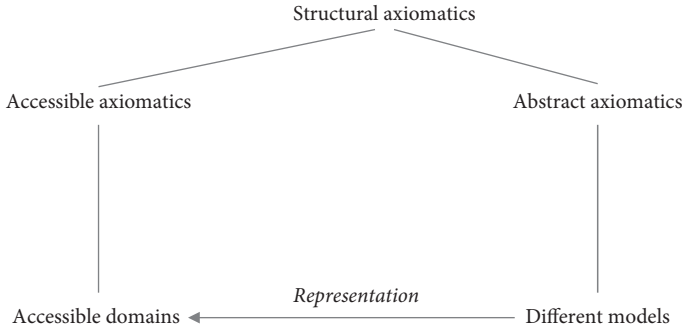 Structural axiomatics
Accessible axiomatics
Abstract axiomatics
Representation
Accessible domains
Different models